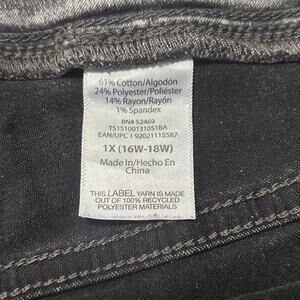 61% Cotton/Algodón
24% Polyester/Poliéster
14% Rayon/Rayón
1% Spandex
RN# 52469
TS15100131051BA
EAN/UPC 1 92021115587
1X (16W-18W)
Made In/Hecho En
China
THIS LABEL YARN IS MADE
OUT OF 100% RECYCLED
POLYESTER MATERIALS